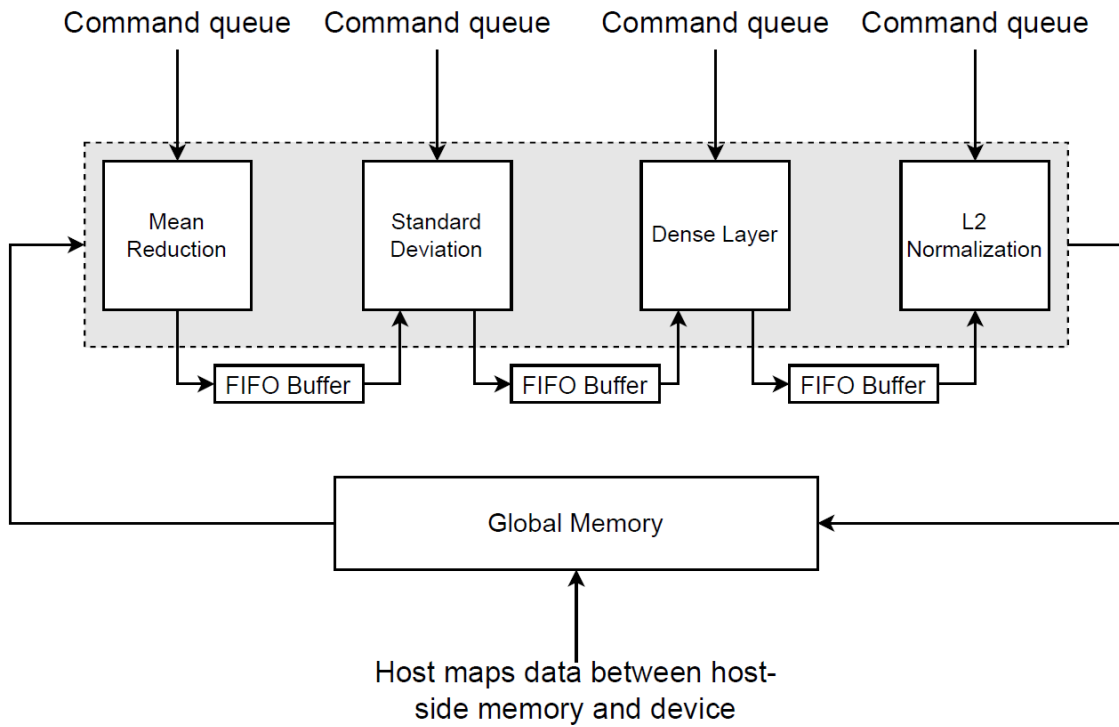 Command queue
Command queue
Command queue
Command queue
Mean
Reduction
Standard
Deviation
Dense Layer
L2
Normalization
FIFO Buffer
FIFO Buffer
FIFO Buffer
Global Memory
Host maps data between host-
side memory and device